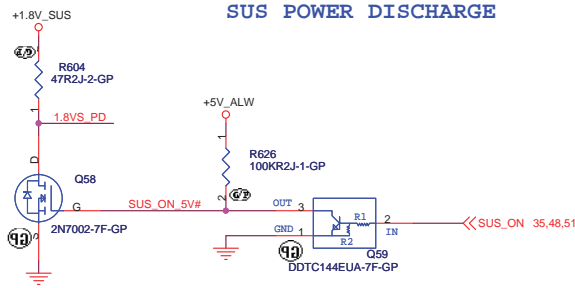 SUS POWER DISCHARGE
+1.8V_SUS
R604
47R2J-2-GP
1
1.8VS_PD
+5V_ALW
1
R626
100KR2J-1-GP
2
D
Q58
G
SUS_ON_5V#
S
2N7002-7F-GP
OUT 3
R1
2
IN
SUS_ON 35,48,51
GND 1
R2
Q59
DDTC144EUA-7F-GP